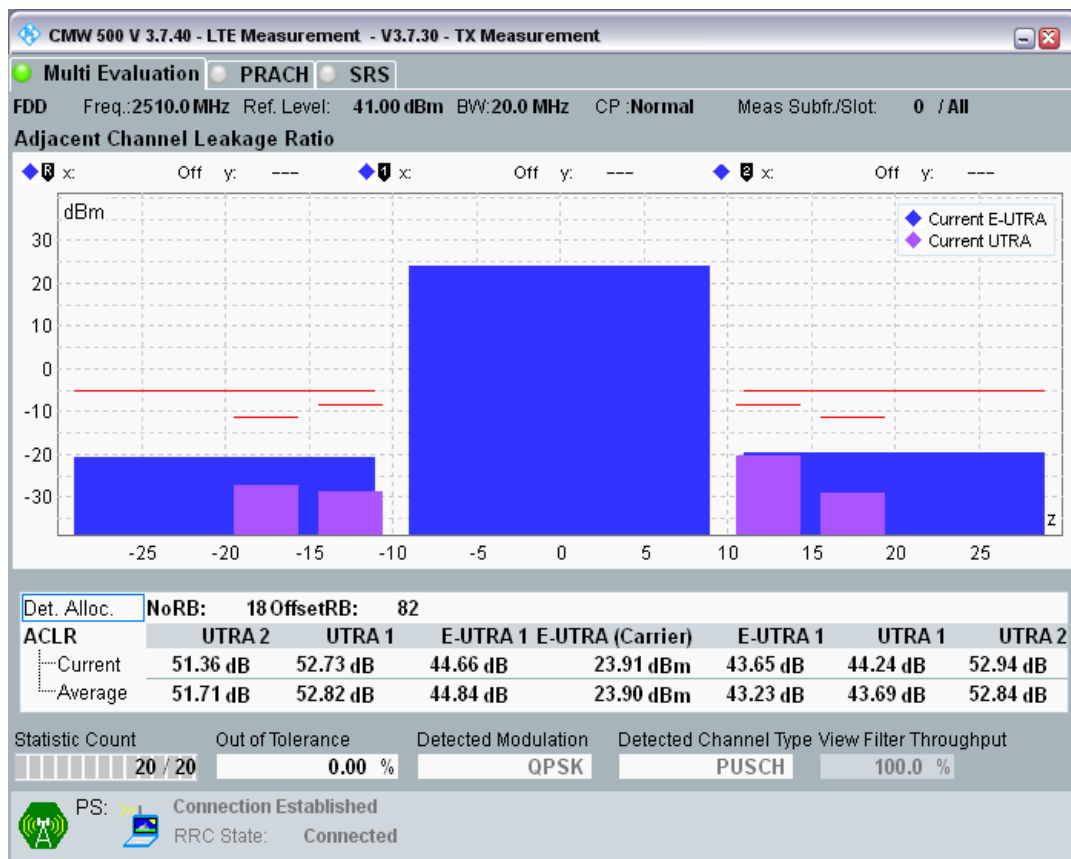 CMW 500 V 3.7.40 - LTE Measurement - V3.7.30 - TX Measurement
Multi Evaluation PRACH SRS
FDD Freq.:2510.0 MHz Ref. Level: 41.00 dBm BW:20.0 MHz CP :Normal Meas Subfr./Slot: 0 / All
Adjacent Channel Leakage Ratio
R x: Off y: --- 1 x: Off y: --- 2 x: Off y: ---
dBm
Current E-UTRA
Current UTRA
30
20
10
0
-10
-20
-30
z
-25 -20 -15 -10 -5 0 5 10 15 20 25
Det. Alloc. NoRB: 18 OffsetRB: 82
ACLR UTRA 2 UTRA 1 E-UTRA 1 E-UTRA (Carrier) E-UTRA 1 UTRA 1 UTRA 2
Current 51.36 dB 52.73 dB 44.66 dB 23.91 dBm 43.65 dB 44.24 dB 52.94 dB
Average 51.71 dB 52.82 dB 44.84 dB 23.90 dBm 43.23 dB 43.69 dB 52.84 dB
Statistic Count Out of Tolerance Detected Modulation Detected Channel Type View Filter Throughput
20 / 20 0.00 % QPSK PUSCH 100.0 %
PS: Connection Established
RRC State: Connected